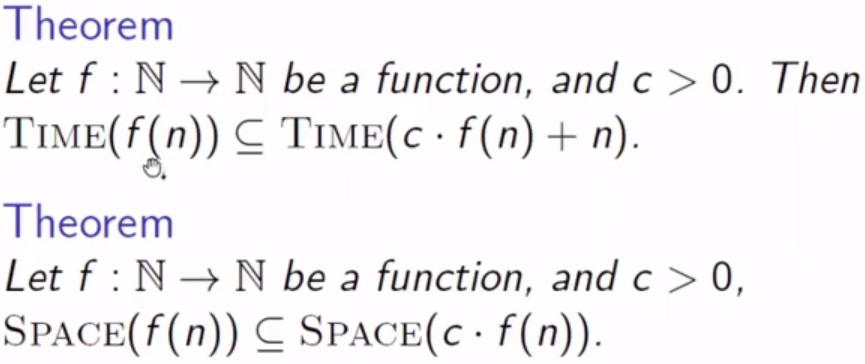 Theorem
Let f : ℕ → ℕ be a function, and c > 0. Then
TIME(f(n)) ⊆ TIME(c · f(n) + n).
Theorem
Let f : ℕ → ℕ be a function, and c > 0,
SPACE(f(n)) ⊆ SPACE(c · f(n)).